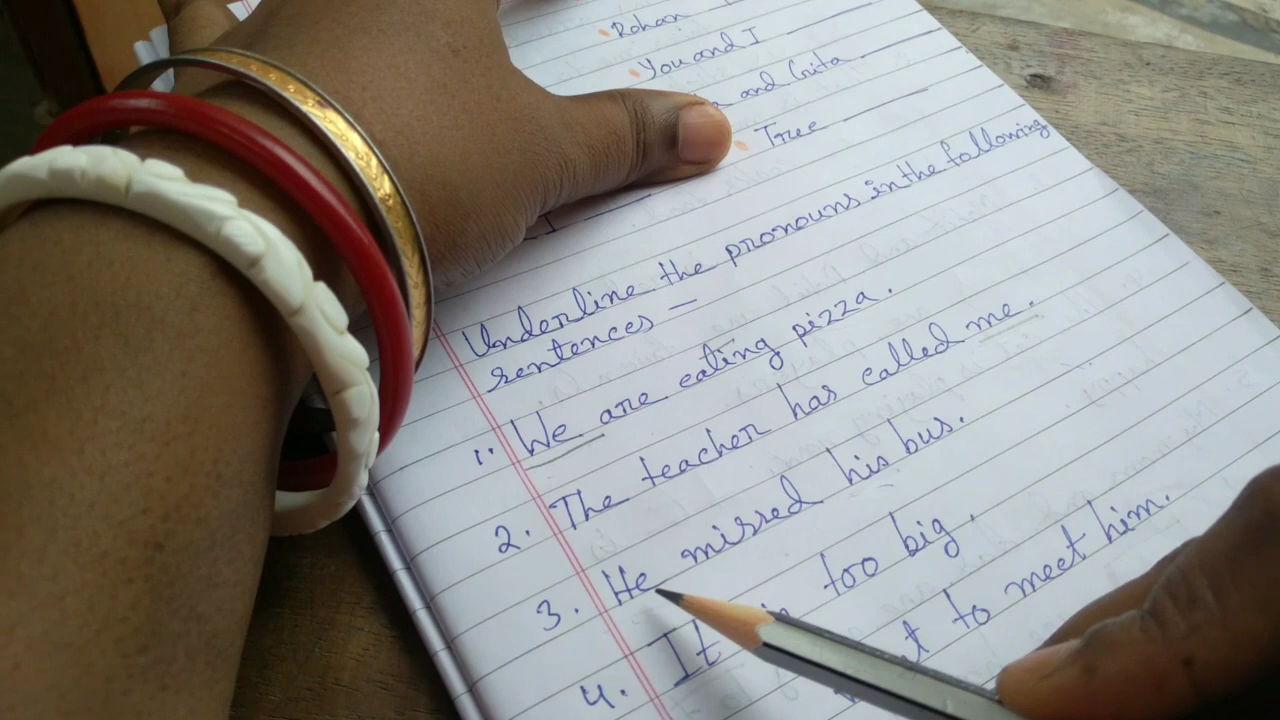 Rohan
You and I
and Gita
Tree
I
Underline the pronouns in the following
sentences —
1. We are eating pizza.
2. The teacher has called me.
3. He missed his bus.
4. It too big.
to meet him.